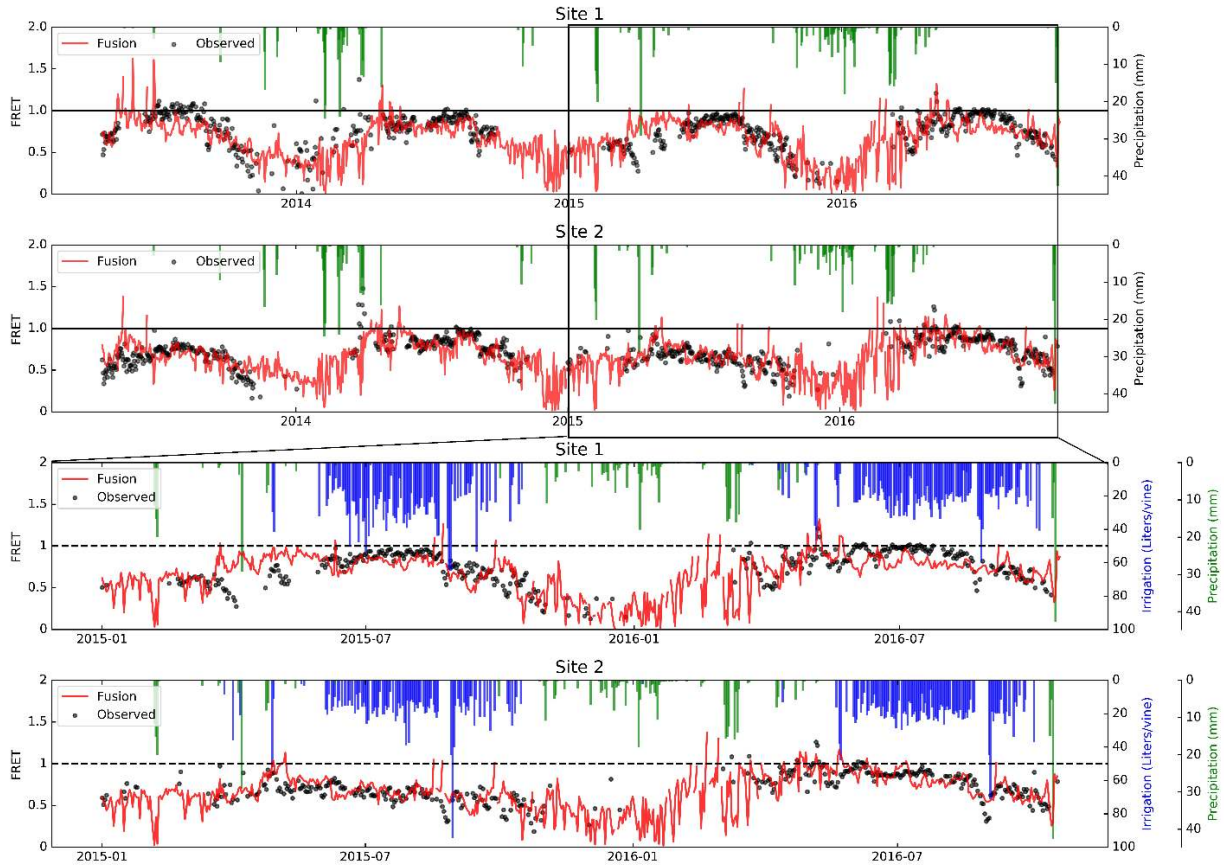 Site 1
2.0
1.5
1.0
0.5
0
FRET
Fusion Observed
0
10
20
30
40
Precipitation (mm)
2014 2015 2016
Site 2
2.0
1.5
1.0
0.5
0
FRET
Fusion Observed
0
10
20
30
40
Precipitation (mm)
2014 2015 2016
Site 1
2
1.5
1
0.5
0
FRET
Fusion
Observed
0
20
40
60
80
100
Irrigation (Liters/vine)
0
10
20
30
40
Precipitation (mm)
2015-01 2015-07 2016-01 2016-07
Site 2
2
1.5
1
0.5
0
FRET
Fusion
Observed
0
20
40
60
80
100
Irrigation (Liters/vine)
0
10
20
30
40
Precipitation (mm)
2015-01 2015-07 2016-01 2016-07